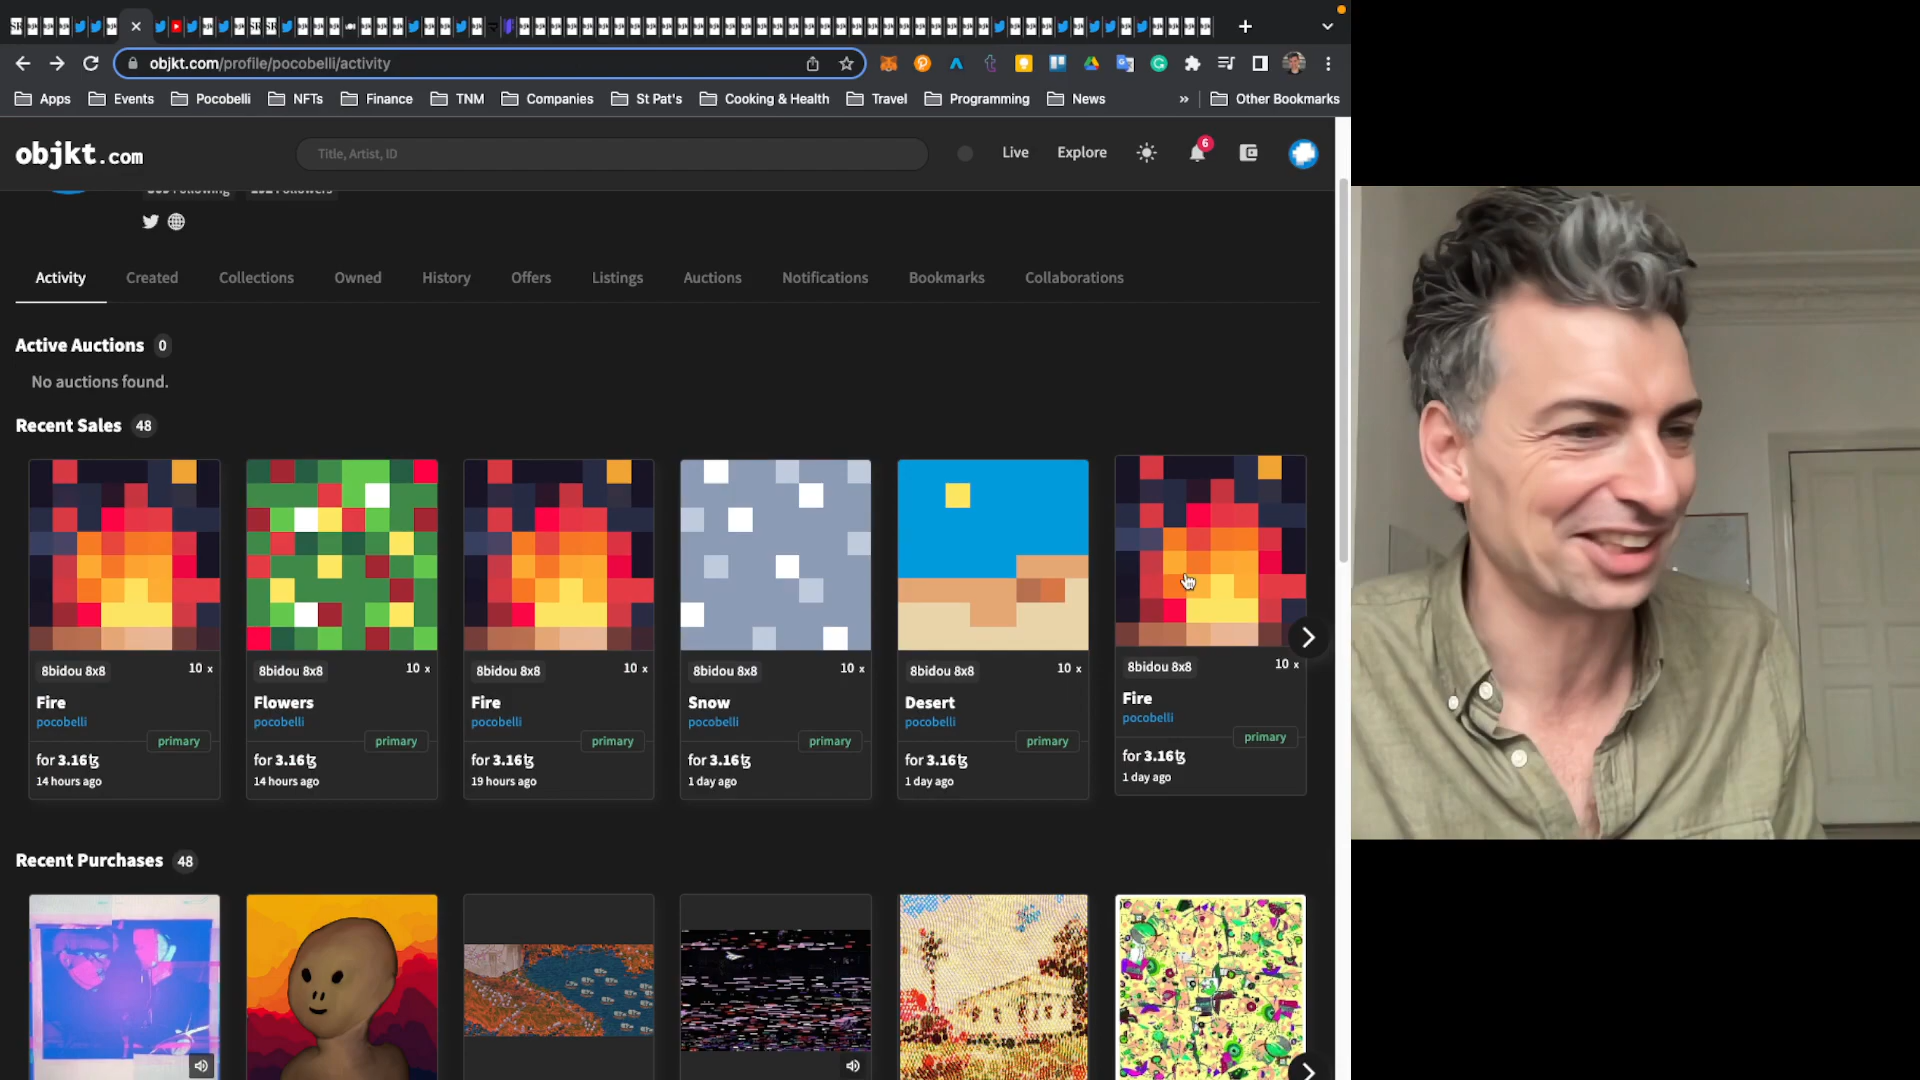 objkt.com/profile/pocobelli/activity
Apps Events Pocobelli NFTs Finance TNM Companies St Pat's Cooking & Health Travel Programming News » Other Bookmarks
objkt.com Title, Artist, ID Live Explore 6
Activity Created Collections Owned History Offers Listings Auctions Notifications Bookmarks Collaborations
Active Auctions 0
No auctions found.
Recent Sales 48
8bidou 8x8 10 x
Fire
pocobelli
primary
for 3.16ꜩ
14 hours ago
8bidou 8x8 10 x
Flowers
pocobelli
primary
for 3.16ꜩ
14 hours ago
8bidou 8x8 10 x
Fire
pocobelli
primary
for 3.16ꜩ
19 hours ago
8bidou 8x8 10 x
Snow
pocobelli
primary
for 3.16ꜩ
1 day ago
8bidou 8x8 10 x
Desert
pocobelli
primary
for 3.16ꜩ
1 day ago
8bidou 8x8 10 x
Fire
pocobelli
primary
for 3.16ꜩ
1 day ago
Recent Purchases 48